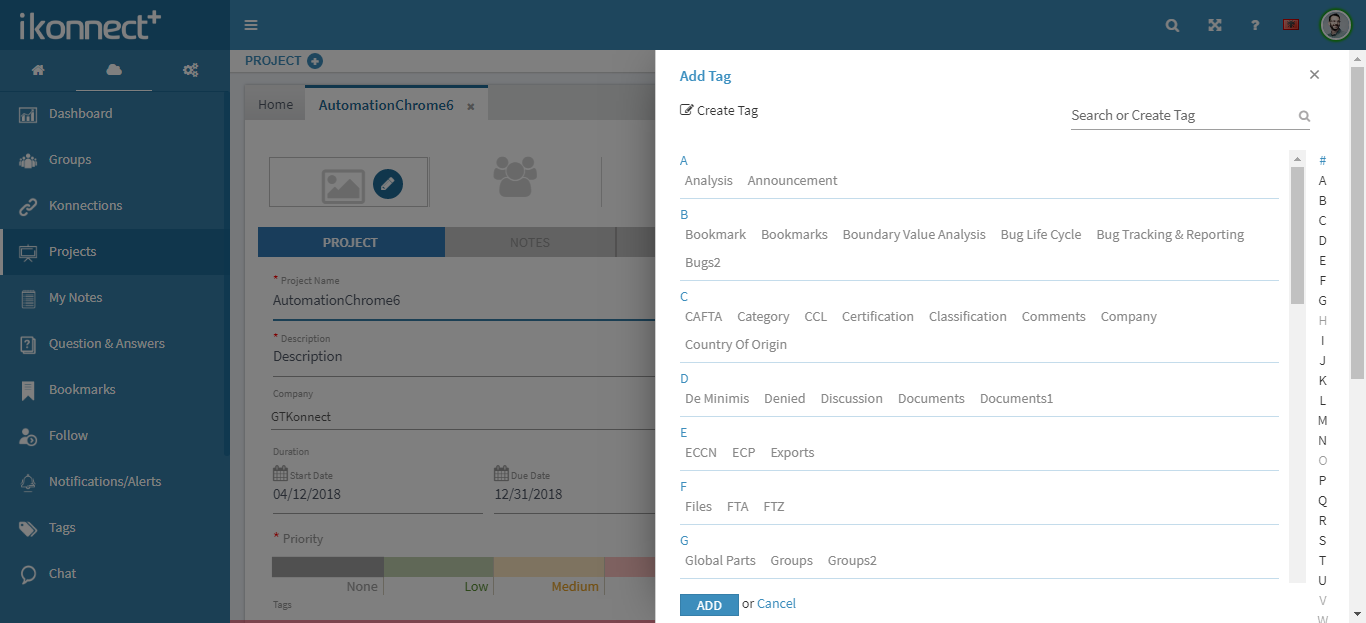 ikonnect+
Dashboard
Groups
Konnections
Projects
My Notes
Question & Answers
Bookmarks
Follow
Notifications/Alerts
Tags
Chat
PROJECT
Home AutomationChrome6 ×
PROJECT NOTES
* Project Name
AutomationChrome6
* Description
Description
Company
GTKonnect
Duration
Start Date Due Date
04/12/2018 12/31/2018
* Priority
None Low Medium
Tags
?
Add Tag ×
Create Tag
Search or Create Tag
A
Analysis Announcement
B
Bookmark Bookmarks Boundary Value Analysis Bug Life Cycle Bug Tracking & Reporting
Bugs2
C
CAFTA Category CCL Certification Classification Comments Company
Country Of Origin
D
De Minimis Denied Discussion Documents Documents1
E
ECCN ECP Exports
F
Files FTA FTZ
G
Global Parts Groups Groups2
ADD or Cancel
#
A
B
C
D
E
F
G
H
I
J
K
L
M
N
O
P
Q
R
S
T
U
V
W